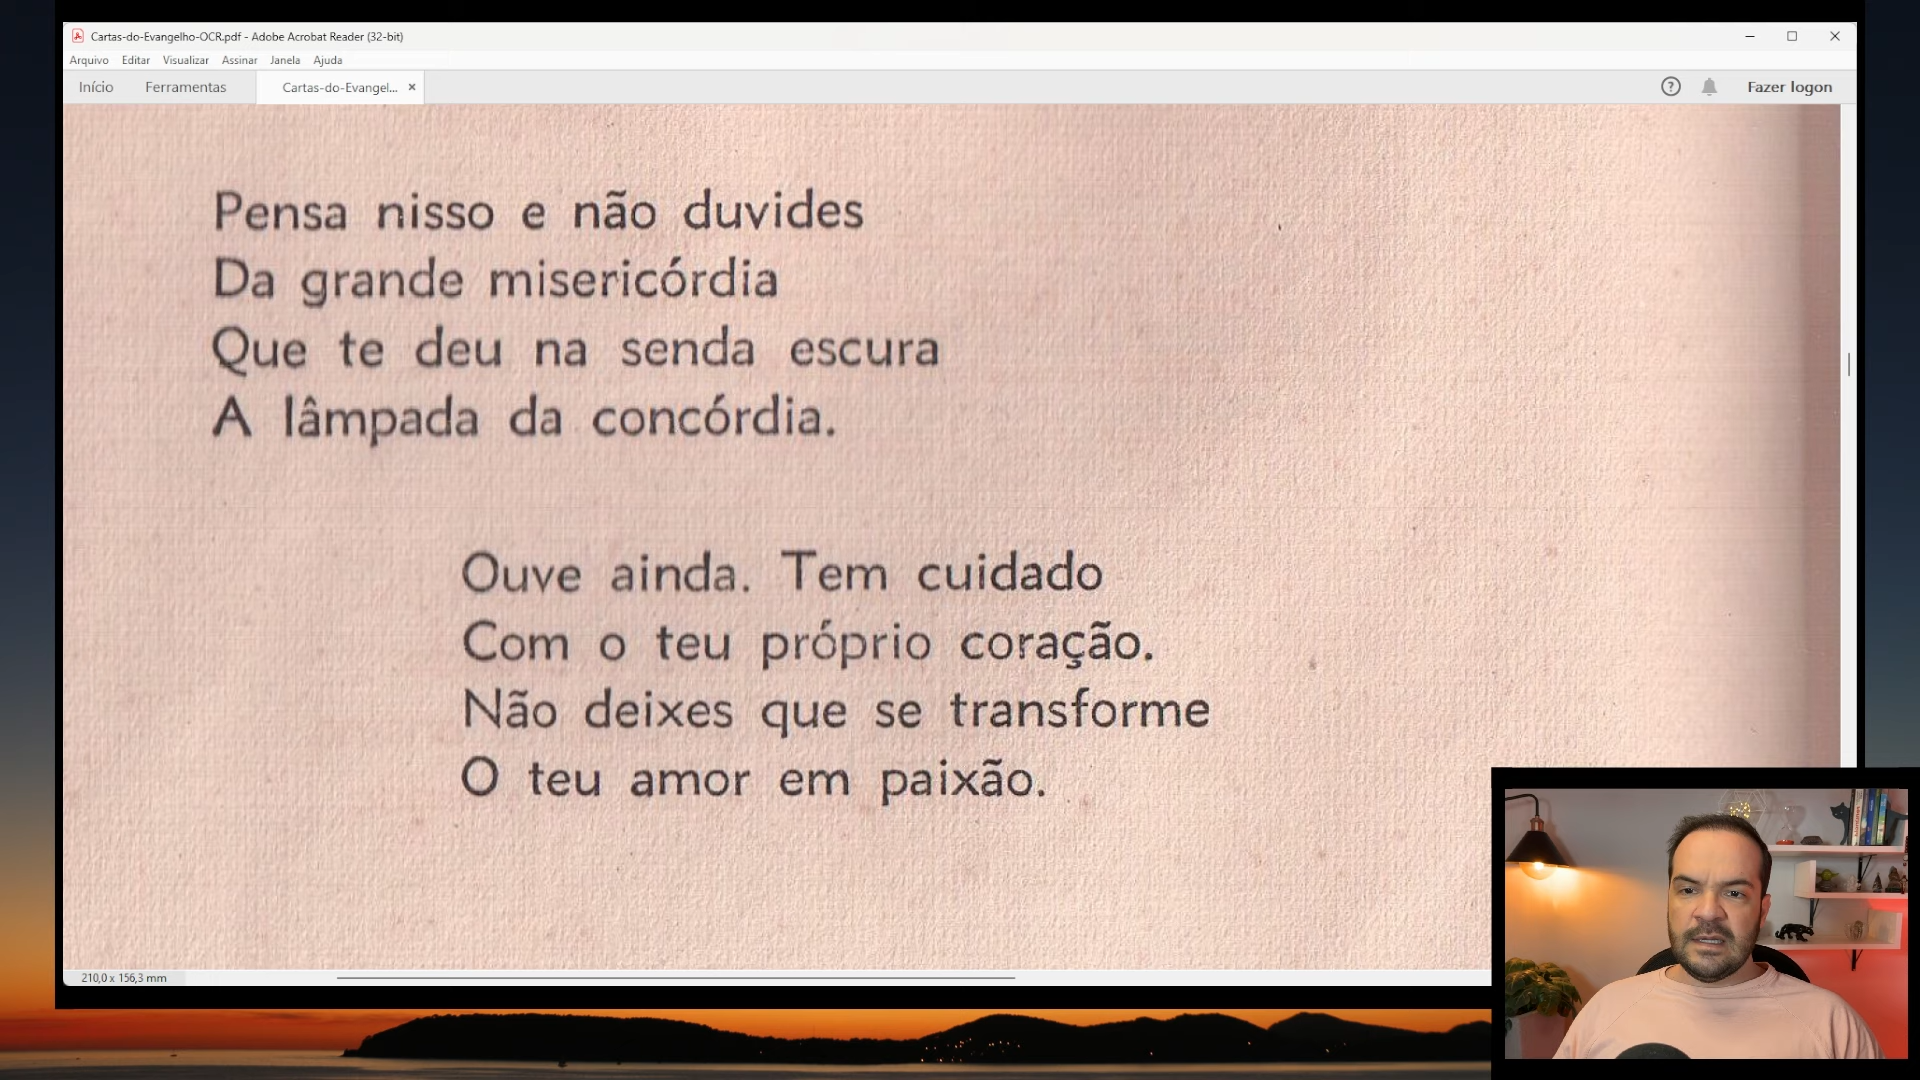 Cartas-do-Evangelho-OCR.pdf - Adobe Acrobat Reader (32-bit)
Arquivo Editar Visualizar Assinar Janela Ajuda
Início Ferramentas Cartas-do-Evangel... Fazer logon
Pensa nisso e não duvides
Da grande misericórdia
Que te deu na senda escura
A lâmpada da concórdia.
Ouve ainda. Tem cuidado
Com o teu próprio coração.
Não deixes que se transforme
O teu amor em paixão.
210,0 x 156,3 mm